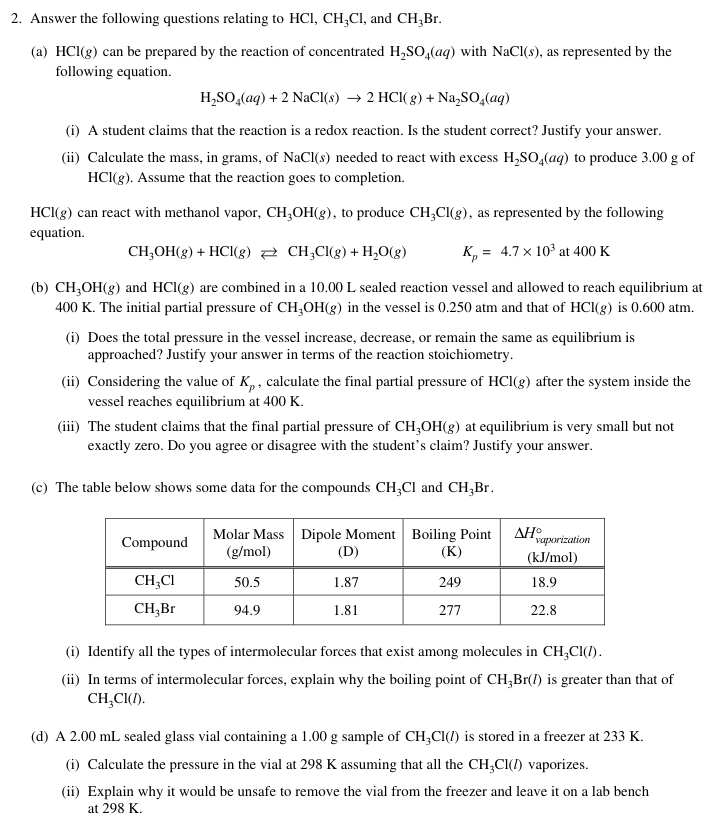 2. Answer the following questions relating to HCl, CH₃Cl, and CH₃Br.
(a) HCl(g) can be prepared by the reaction of concentrated H₂SO₄(aq) with NaCl(s), as represented by the
following equation.
H₂SO₄(aq) + 2 NaCl(s) → 2 HCl(g) + Na₂SO₄(aq)
(i) A student claims that the reaction is a redox reaction. Is the student correct? Justify your answer.
(ii) Calculate the mass, in grams, of NaCl(s) needed to react with excess H₂SO₄(aq) to produce 3.00 g of
HCl(g). Assume that the reaction goes to completion.
HCl(g) can react with methanol vapor, CH₃OH(g), to produce CH₃Cl(g), as represented by the following
equation.
CH₃OH(g) + HCl(g) ⇄ CH₃Cl(g) + H₂O(g) Kₚ = 4.7 × 10³ at 400 K
(b) CH₃OH(g) and HCl(g) are combined in a 10.00 L sealed reaction vessel and allowed to reach equilibrium at
400 K. The initial partial pressure of CH₃OH(g) in the vessel is 0.250 atm and that of HCl(g) is 0.600 atm.
(i) Does the total pressure in the vessel increase, decrease, or remain the same as equilibrium is
approached? Justify your answer in terms of the reaction stoichiometry.
(ii) Considering the value of Kₚ, calculate the final partial pressure of HCl(g) after the system inside the
vessel reaches equilibrium at 400 K.
(iii) The student claims that the final partial pressure of CH₃OH(g) at equilibrium is very small but not
exactly zero. Do you agree or disagree with the student's claim? Justify your answer.
(c) The table below shows some data for the compounds CH₃Cl and CH₃Br.
Compound Molar Mass (g/mol) Dipole Moment (D) Boiling Point (K) ΔH°vaporization (kJ/mol)
CH₃Cl 50.5 1.87 249 18.9
CH₃Br 94.9 1.81 277 22.8
(i) Identify all the types of intermolecular forces that exist among molecules in CH₃Cl(l).
(ii) In terms of intermolecular forces, explain why the boiling point of CH₃Br(l) is greater than that of
CH₃Cl(l).
(d) A 2.00 mL sealed glass vial containing a 1.00 g sample of CH₃Cl(l) is stored in a freezer at 233 K.
(i) Calculate the pressure in the vial at 298 K assuming that all the CH₃Cl(l) vaporizes.
(ii) Explain why it would be unsafe to remove the vial from the freezer and leave it on a lab bench
at 298 K.